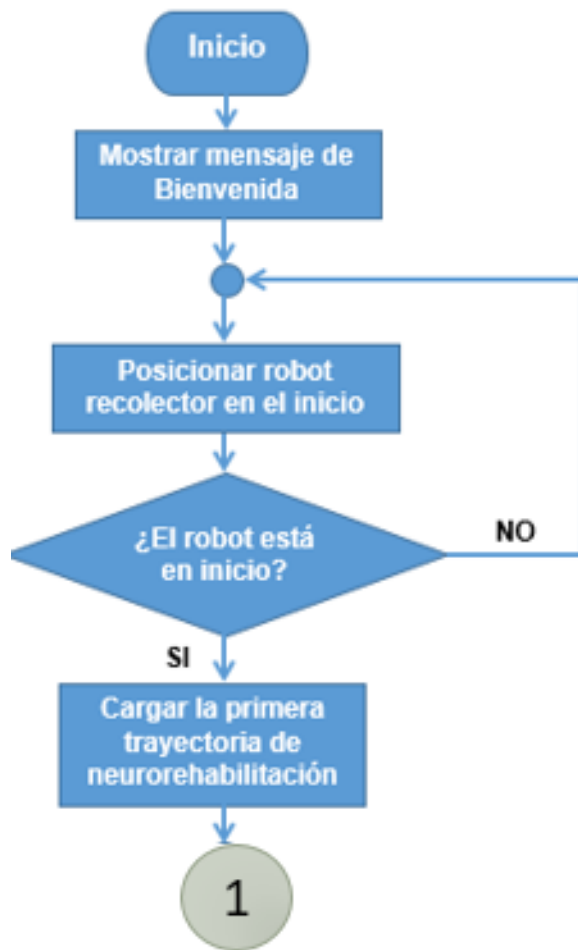 Inicio
Mostrar mensaje de
Bienvenida
Posicionar robot
recolector en el inicio
¿El robot está
en inicio?
NO
SI
Cargar la primera
trayectoria de
neurorehabilitación
1